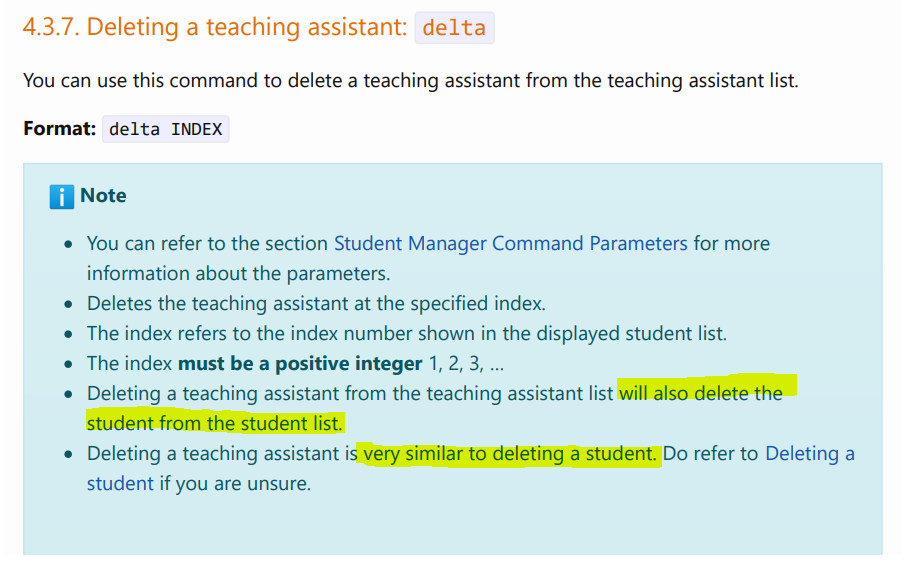 4.3.7. Deleting a teaching assistant: delta
You can use this command to delete a teaching assistant from the teaching assistant list.
Format: delta INDEX
Note
You can refer to the section Student Manager Command Parameters for more
information about the parameters.
Deletes the teaching assistant at the specified index.
The index refers to the index number shown in the displayed student list.
The index must be a positive integer 1, 2, 3, …
Deleting a teaching assistant from the teaching assistant list will also delete the
student from the student list.
Deleting a teaching assistant is very similar to deleting a student. Do refer to Deleting a
student if you are unsure.